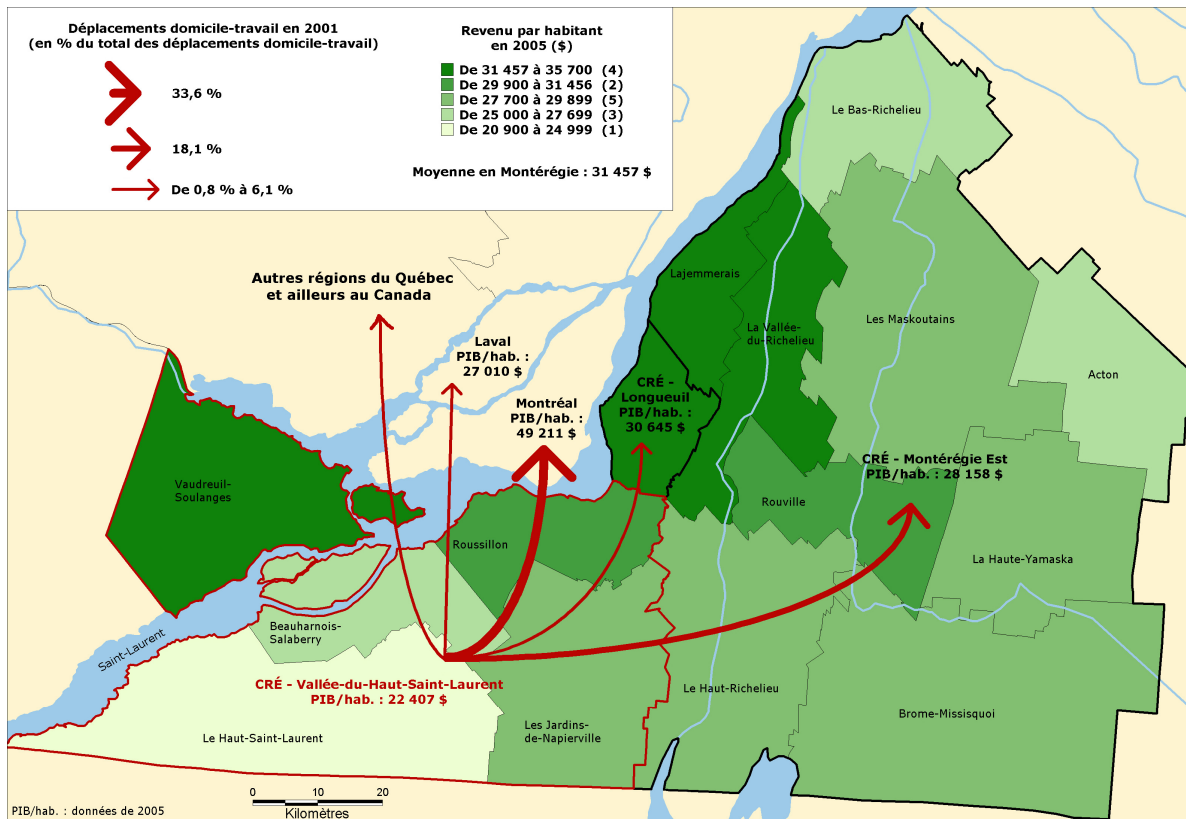 Déplacements domicile-travail en 2001
(en % du total des déplacements domicile-travail)
33,6 %
18,1 %
De 0,8 % à 6,1 %
Revenu par habitant
en 2005 ($)
De 31 457 à 35 700 (4)
De 29 900 à 31 456 (2)
De 27 700 à 29 899 (5)
De 25 000 à 27 699 (3)
De 20 900 à 24 999 (1)
Moyenne en Montérégie : 31 457 $
Le Bas-Richelieu
Autres régions du Québec
et ailleurs au Canada
Lajemmerais
Laval
PIB/hab. :
27 010 $
La Vallée-
du-Richelieu
Les Maskoutains
Acton
Montréal
PIB/hab. :
49 211 $
CRÉ -
Longueuil
PIB/hab. :
30 645 $
CRÉ - Montérégie Est
PIB/hab. : 28 158 $
Vaudreuil-
Soulanges
Rouville
Roussillon
La Haute-Yamaska
Beauharnois-
Salaberry
Saint-Laurent
CRÉ - Vallée-du-Haut-Saint-Laurent
PIB/hab. : 22 407 $
Le Haut-Richelieu
Brome-Missisquoi
Le Haut-Saint-Laurent
Les Jardins-
de-Napierville
0 10 20
Kilomètres
PIB/hab. : données de 2005